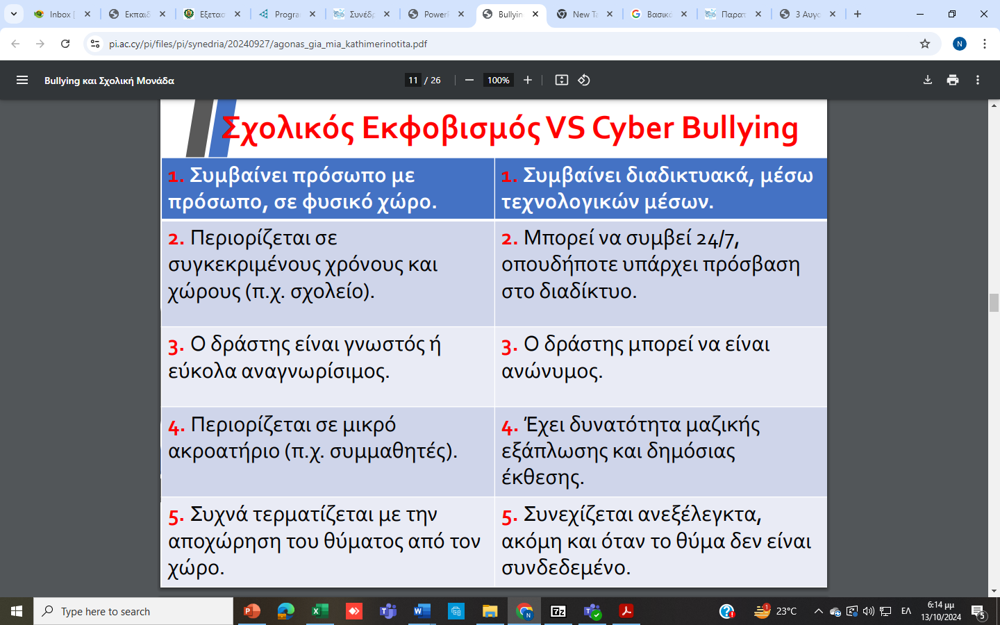 Inbox [
Εκπαιδ
Εξετασ
Progra
Συνέδρ
PowerP
Bullyin
New Ta
Βασικά
Παρατ
3 Αυγο
pi.ac.cy/pi/files/pi/synedria/20240927/agonas_gia_mia_kathimerinotita.pdf
N
Bullying και Σχολική Μονάδα
11 / 26
100%
Σχολικός Εκφοβισμός VS Cyber Bullying
1. Συμβαίνει πρόσωπο με
πρόσωπο, σε φυσικό χώρο.
1. Συμβαίνει διαδικτυακά, μέσω
τεχνολογικών μέσων.
2. Περιορίζεται σε
συγκεκριμένους χρόνους και
χώρους (π.χ. σχολείο).
2. Μπορεί να συμβεί 24/7,
οπουδήποτε υπάρχει πρόσβαση
στο διαδίκτυο.
3. Ο δράστης είναι γνωστός ή
εύκολα αναγνωρίσιμος.
3. Ο δράστης μπορεί να είναι
ανώνυμος.
4. Περιορίζεται σε μικρό
ακροατήριο (π.χ. συμμαθητές).
4. Έχει δυνατότητα μαζικής
εξάπλωσης και δημόσιας
έκθεσης.
5. Συχνά τερματίζεται με την
αποχώρηση του θύματος από τον
χώρο.
5. Συνεχίζεται ανεξέλεγκτα,
ακόμη και όταν το θύμα δεν είναι
συνδεδεμένο.
Type here to search
23°C
ΕΛ
6:14 μμ
13/10/2024
5